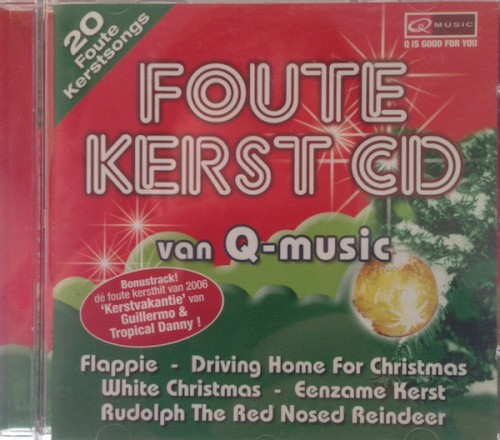 20
Foute
Kerstsongs
Q MUSIC
Q IS GOOD FOR YOU
FOUTE
KERST CD
van Q-music
Bonustrack!
dé foute kersthit van 2006
'Kerstvakantie' van
Guillermo &
Tropical Danny !
Flappie - Driving Home For Christmas
White Christmas - Eenzame Kerst
Rudolph The Red Nosed Reindeer